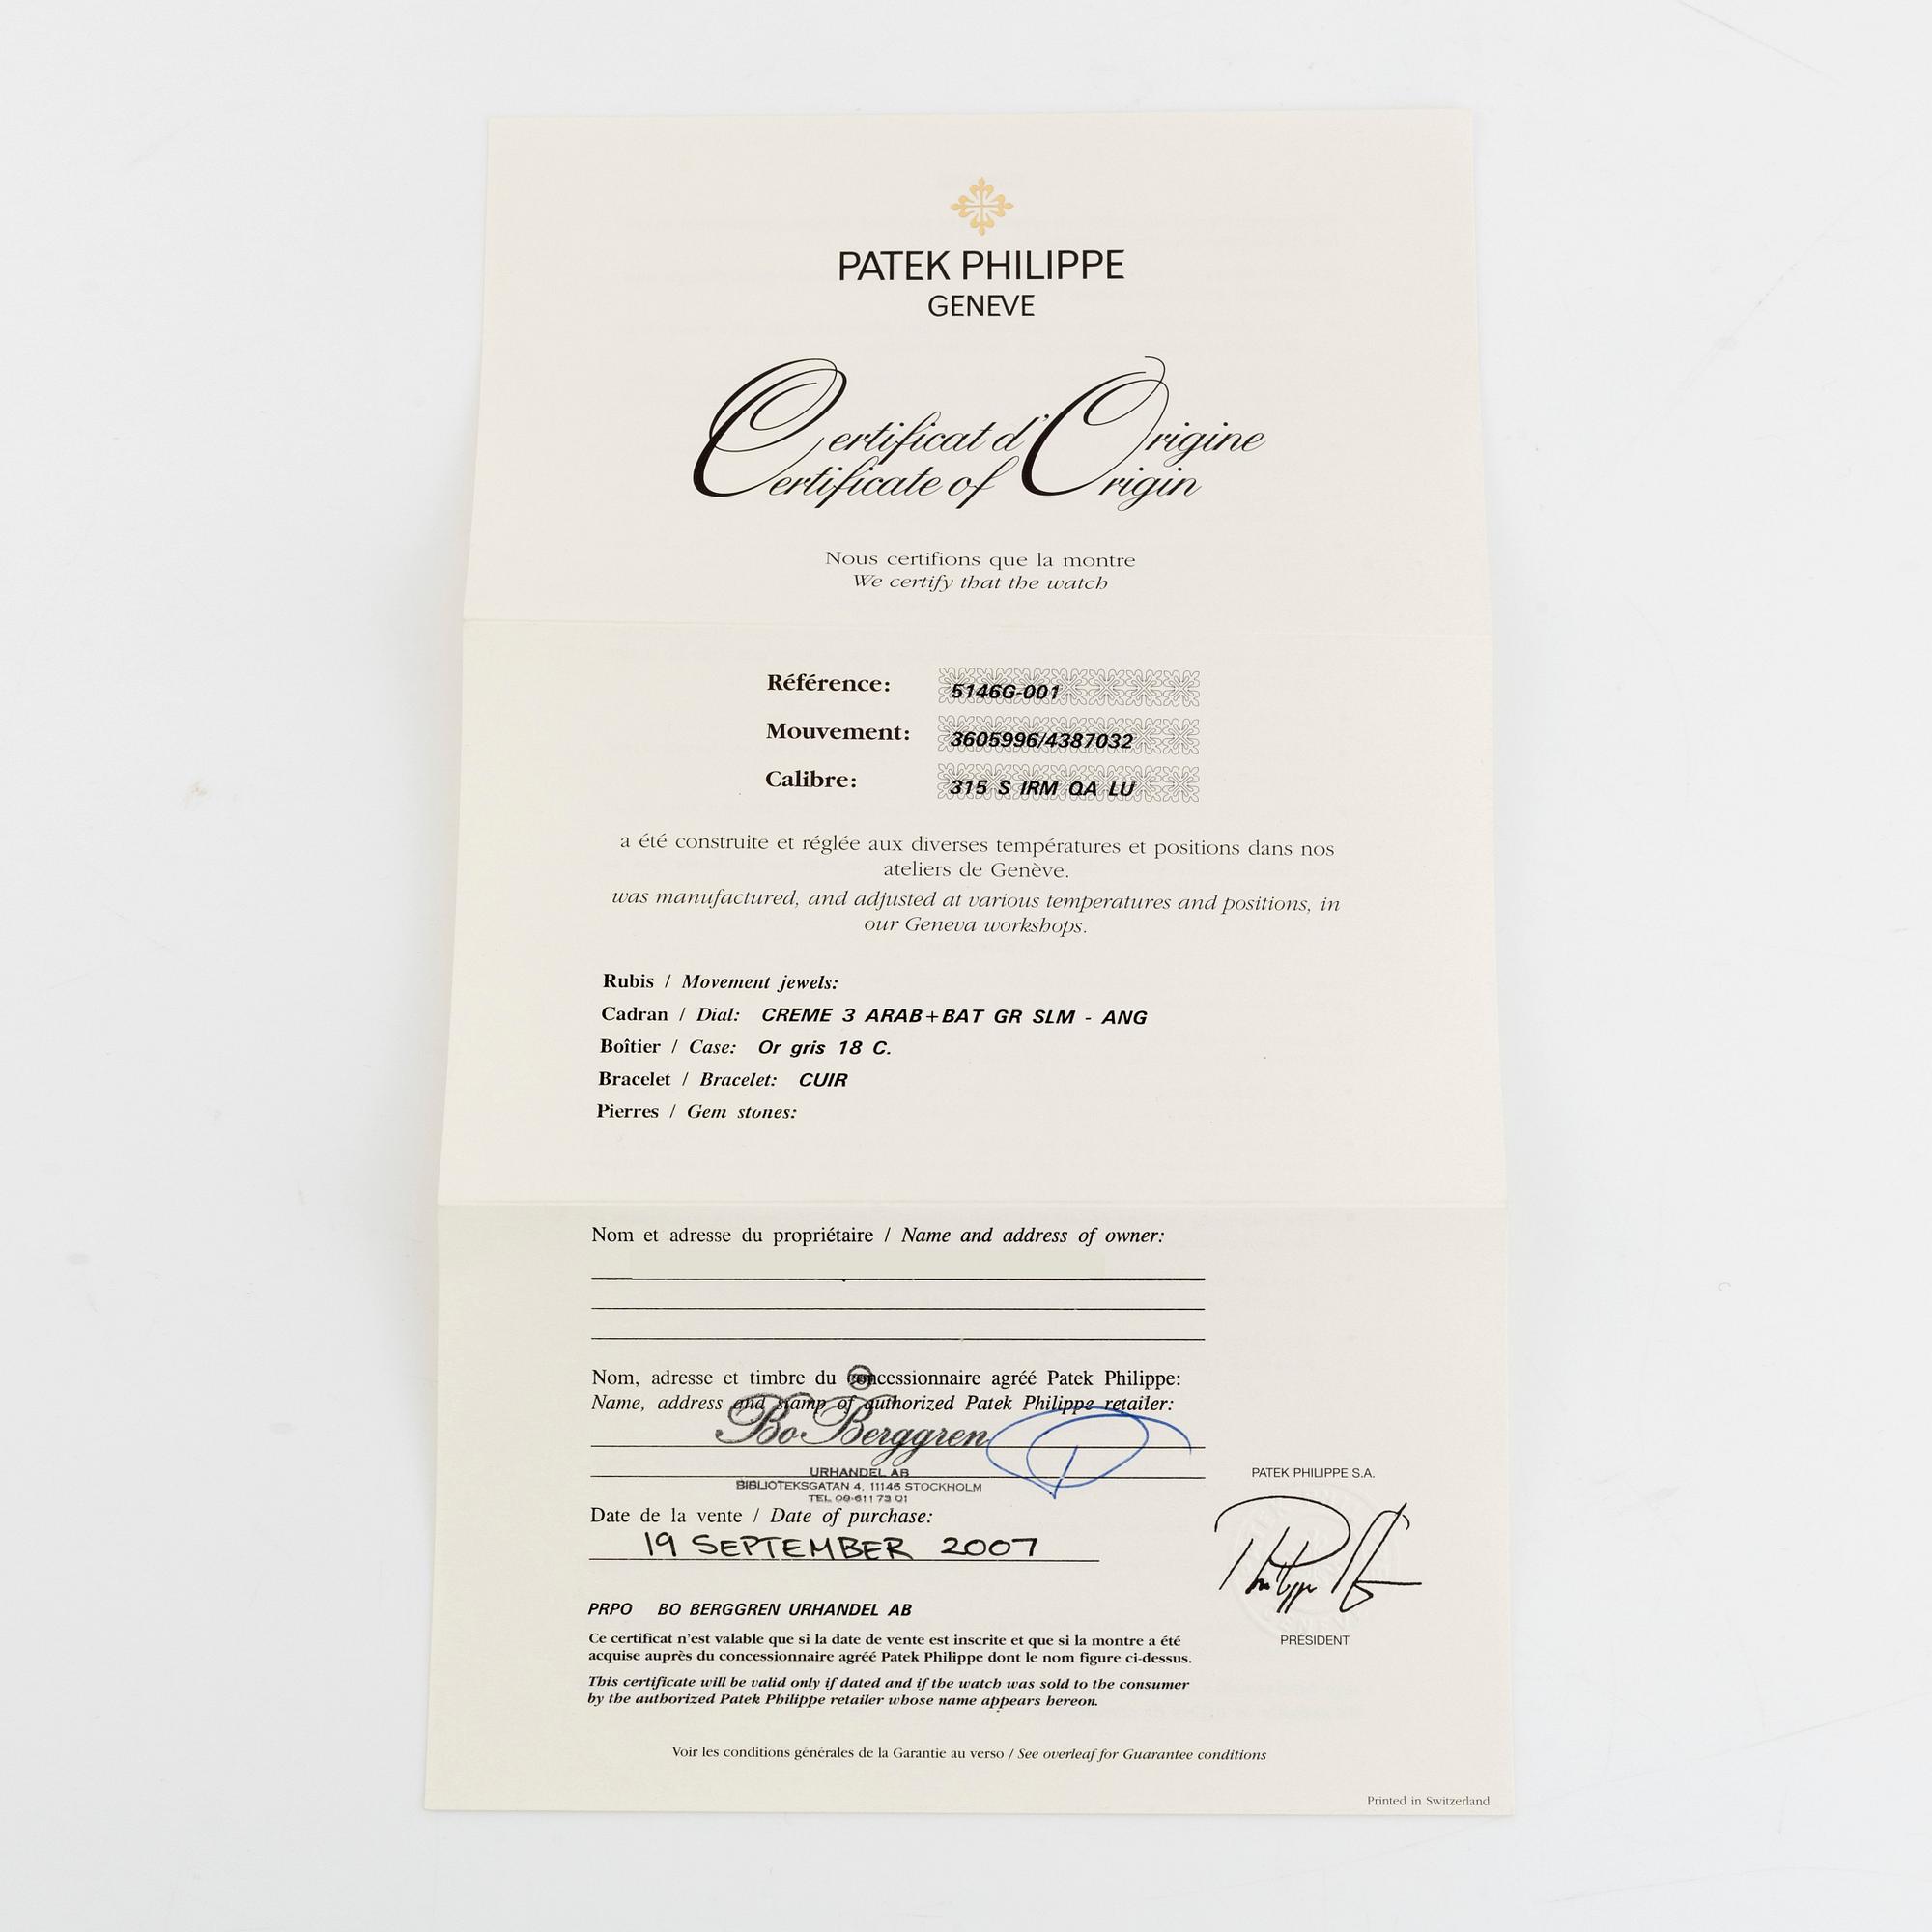 PATEK PHILIPPE
GENEVE
Certificat d'Origine
Certificate of Origin
Nous certifions que la montre
We certify that the watch
Référence: 5146G-001
Mouvement: 3605996/4387032
Calibre: 315 S IRM QA LU
a été construite et réglée aux diverses températures et positions dans nos
ateliers de Genève.
was manufactured, and adjusted at various temperatures and positions, in
our Geneva workshops.
Rubis / Movement jewels:
Cadran / Dial: CREME 3 ARAB+BAT GR SLM - ANG
Boîtier / Case: Or gris 18 C.
Bracelet / Bracelet: CUIR
Pierres / Gem stones:
Nom et adresse du propriétaire / Name and address of owner:
Nom, adresse et timbre du concessionnaire agréé Patek Philippe:
Name, address and stamp of authorized Patek Philippe retailer:
Bo Berggren
URHANDEL AB
BIBLIOTEKSGATAN 4, 11146 STOCKHOLM
TEL. 08-611 73 01
PATEK PHILIPPE S.A.
Date de la vente / Date of purchase:
19 SEPTEMBER 2007
PRÉSIDENT
PRPO BO BERGGREN URHANDEL AB
Ce certificat n'est valable que si la date de vente est inscrite et que si la montre a été
acquise auprès du concessionnaire agréé Patek Philippe dont le nom figure ci-dessus.
This certificate will be valid only if dated and if the watch was sold to the consumer
by the authorized Patek Philippe retailer whose name appears hereon.
Voir les conditions générales de la Garantie au verso / See overleaf for Guarantee conditions
Printed in Switzerland